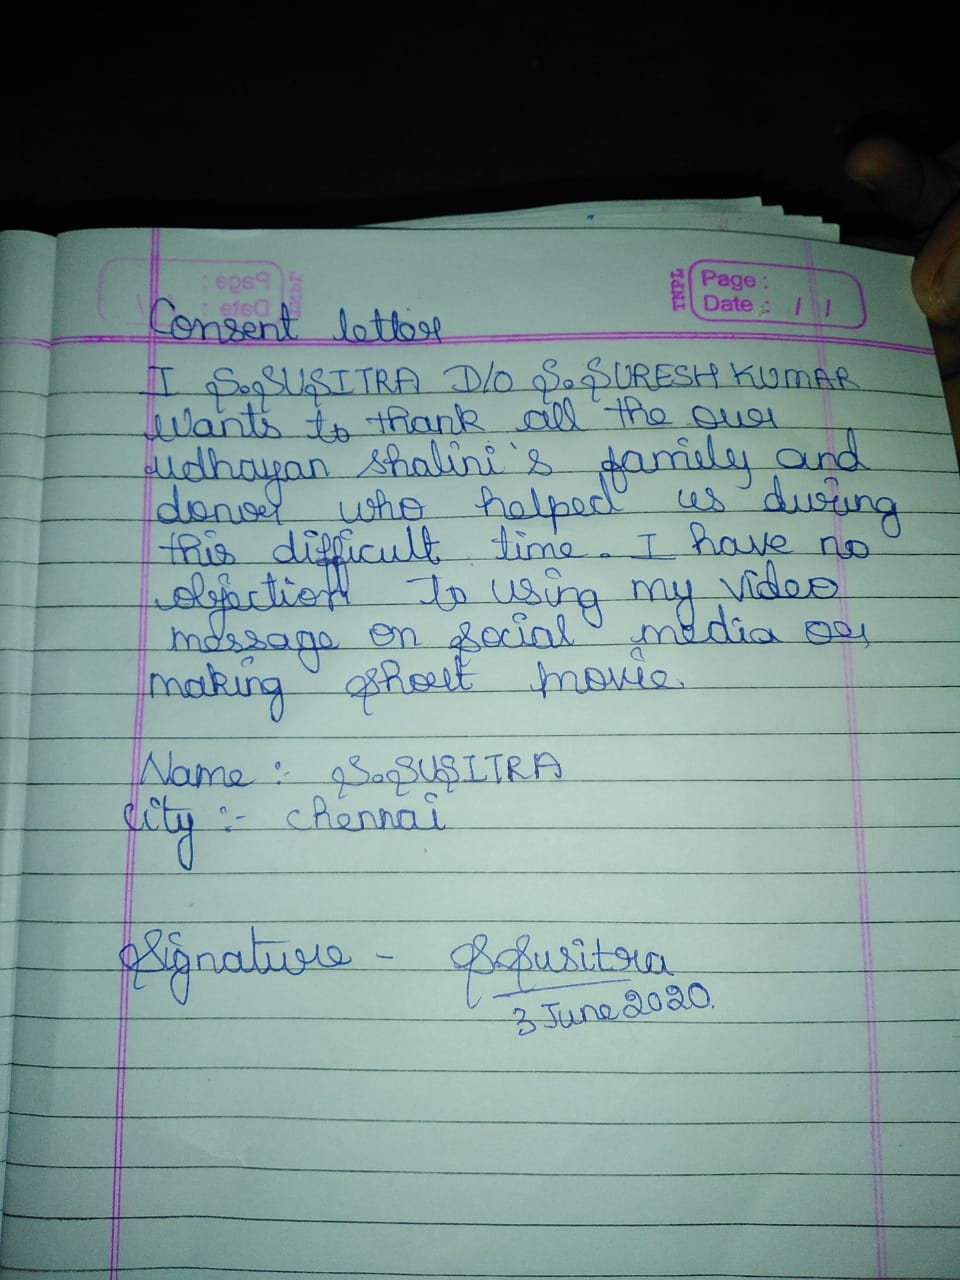 Page :
Date : / /
TNPL
Consent letter
I S.SUSITRA D/O S.SURESH KUMAR
wants to thank all the our
udhayan shalini's family and
donor who helped us during
this difficult time. I have no
objection to using my video
message on social media or
making short movie.
Name :- S.SUSITRA
City :- Chennai
Signature - S.Susitra
3 June 2020.